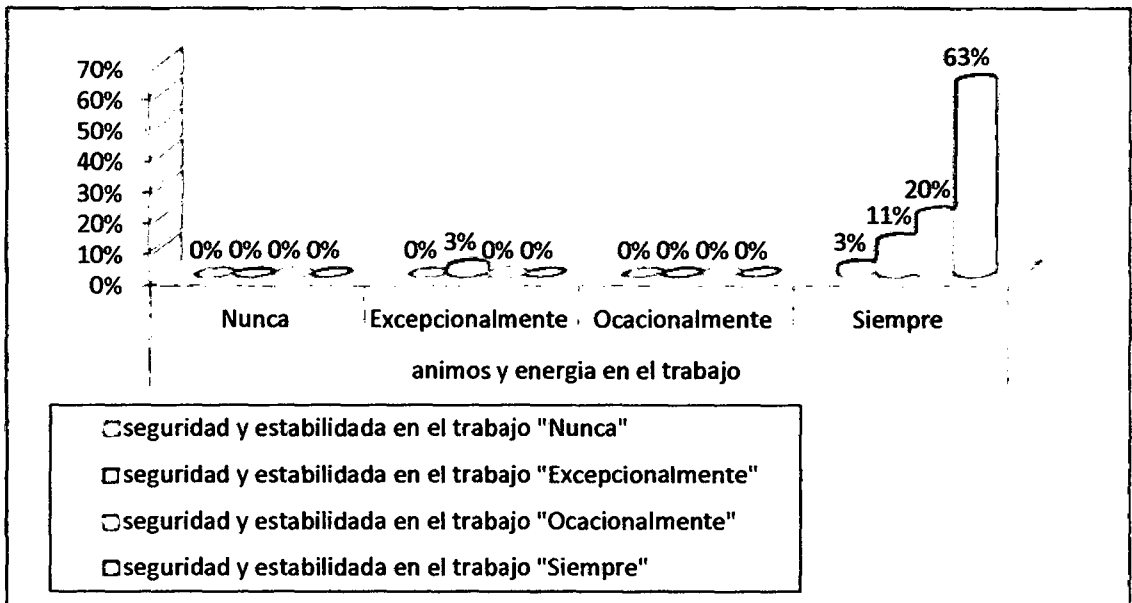 63%
70%
60%
50%
40%
30%
20%
10%
0%
20%
11%
3%
0% 0% 0% 0%
0% 3% 0% 0%
0% 0% 0% 0%
Nunca Excepcionalmente Ocacionalmente Siempre
animos y energia en el trabajo
seguridad y estabilidada en el trabajo "Nunca"
seguridad y estabilidada en el trabajo "Excepcionalmente"
seguridad y estabilidada en el trabajo "Ocacionalmente"
seguridad y estabilidada en el trabajo "Siempre"